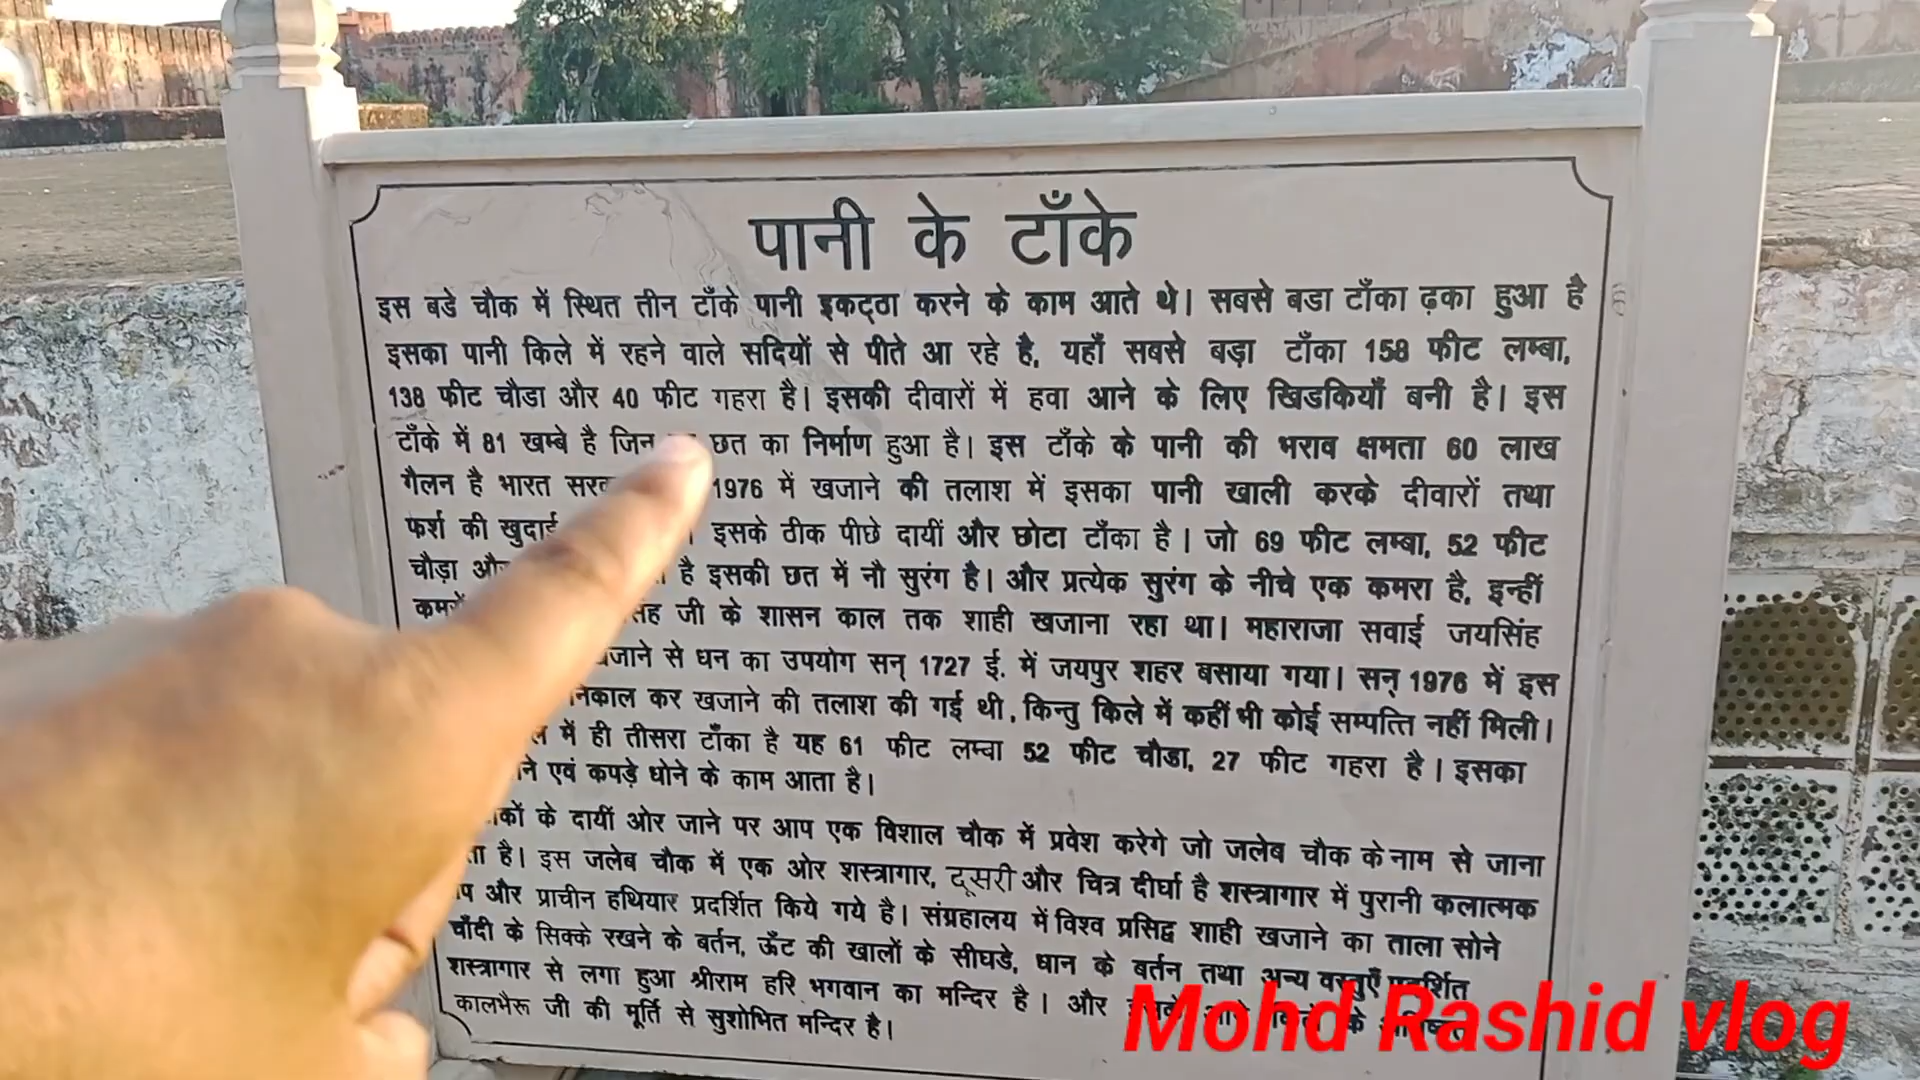 पानी के टाँके
इस बडे चौक में स्थित तीन टाँके पानी इकट्ठा करने के काम आते थे। सबसे बडा टाँका ढ़का हुआ है
इसका पानी किले में रहने वाले सदियों से पीते आ रहे है, यहाँ सबसे बड़ा टाँका 158 फीट लम्बा,
138 फीट चौडा और 40 फीट गहरा है। इसकी दीवारों में हवा आने के लिए खिडकियाँ बनी है। इस
टाँके में 81 खम्बे है जिन छत का निर्माण हुआ है। इस टाँके के पानी की भराव क्षमता 60 लाख
गैलन है भारत 1976 में खजाने की तलाश में इसका पानी खाली करके दीवारों तथा
फर्श की खुदाई इसके ठीक पीछे दायीं और छोटा टाँका है। जो 69 फीट लम्बा, 52 फीट
चौड़ा है इसकी छत में नौ सुरंग है। और प्रत्येक सुरंग के नीचे एक कमरा है, इन्हीं
जी के शासन काल तक शाही खजाना रहा था। महाराजा सवाई जयसिंह
से धन का उपयोग सन् 1727 ई. में जयपुर शहर बसाया गया। सन् 1976 में इस
कर खजाने की तलाश की गई थी, किन्तु किले में कहीं भी कोई सम्पत्ति नहीं मिली।
में ही तीसरा टाँका है यह 61 फीट लम्बा 52 फीट चौडा, 27 फीट गहरा है। इसका
एवं कपड़े धोने के काम आता है।
के दायीं ओर जाने पर आप एक विशाल चौक में प्रवेश करेगे जो जलेब चौक के नाम से जाना
है। इस जलेब चौक में एक ओर शस्त्रागार, दूसरी और चित्र दीर्घा है शस्त्रागार में पुरानी कलात्मक
और प्राचीन हथियार प्रदर्शित किये गये है। संग्रहालय में विश्व प्रसिद्व शाही खजाने का ताला सोने
चाँदी के सिक्के रखने के बर्तन, ऊँट की खालों के सीघडे, धान के बर्तन तथा अन्य वस्तुएँ
शस्त्रागार से लगा हुआ श्रीराम हरि भगवान का मन्दिर है। और
कालभैरू जी की मूर्ति से सुशोभित मन्दिर है।
Mohd Rashid vlog